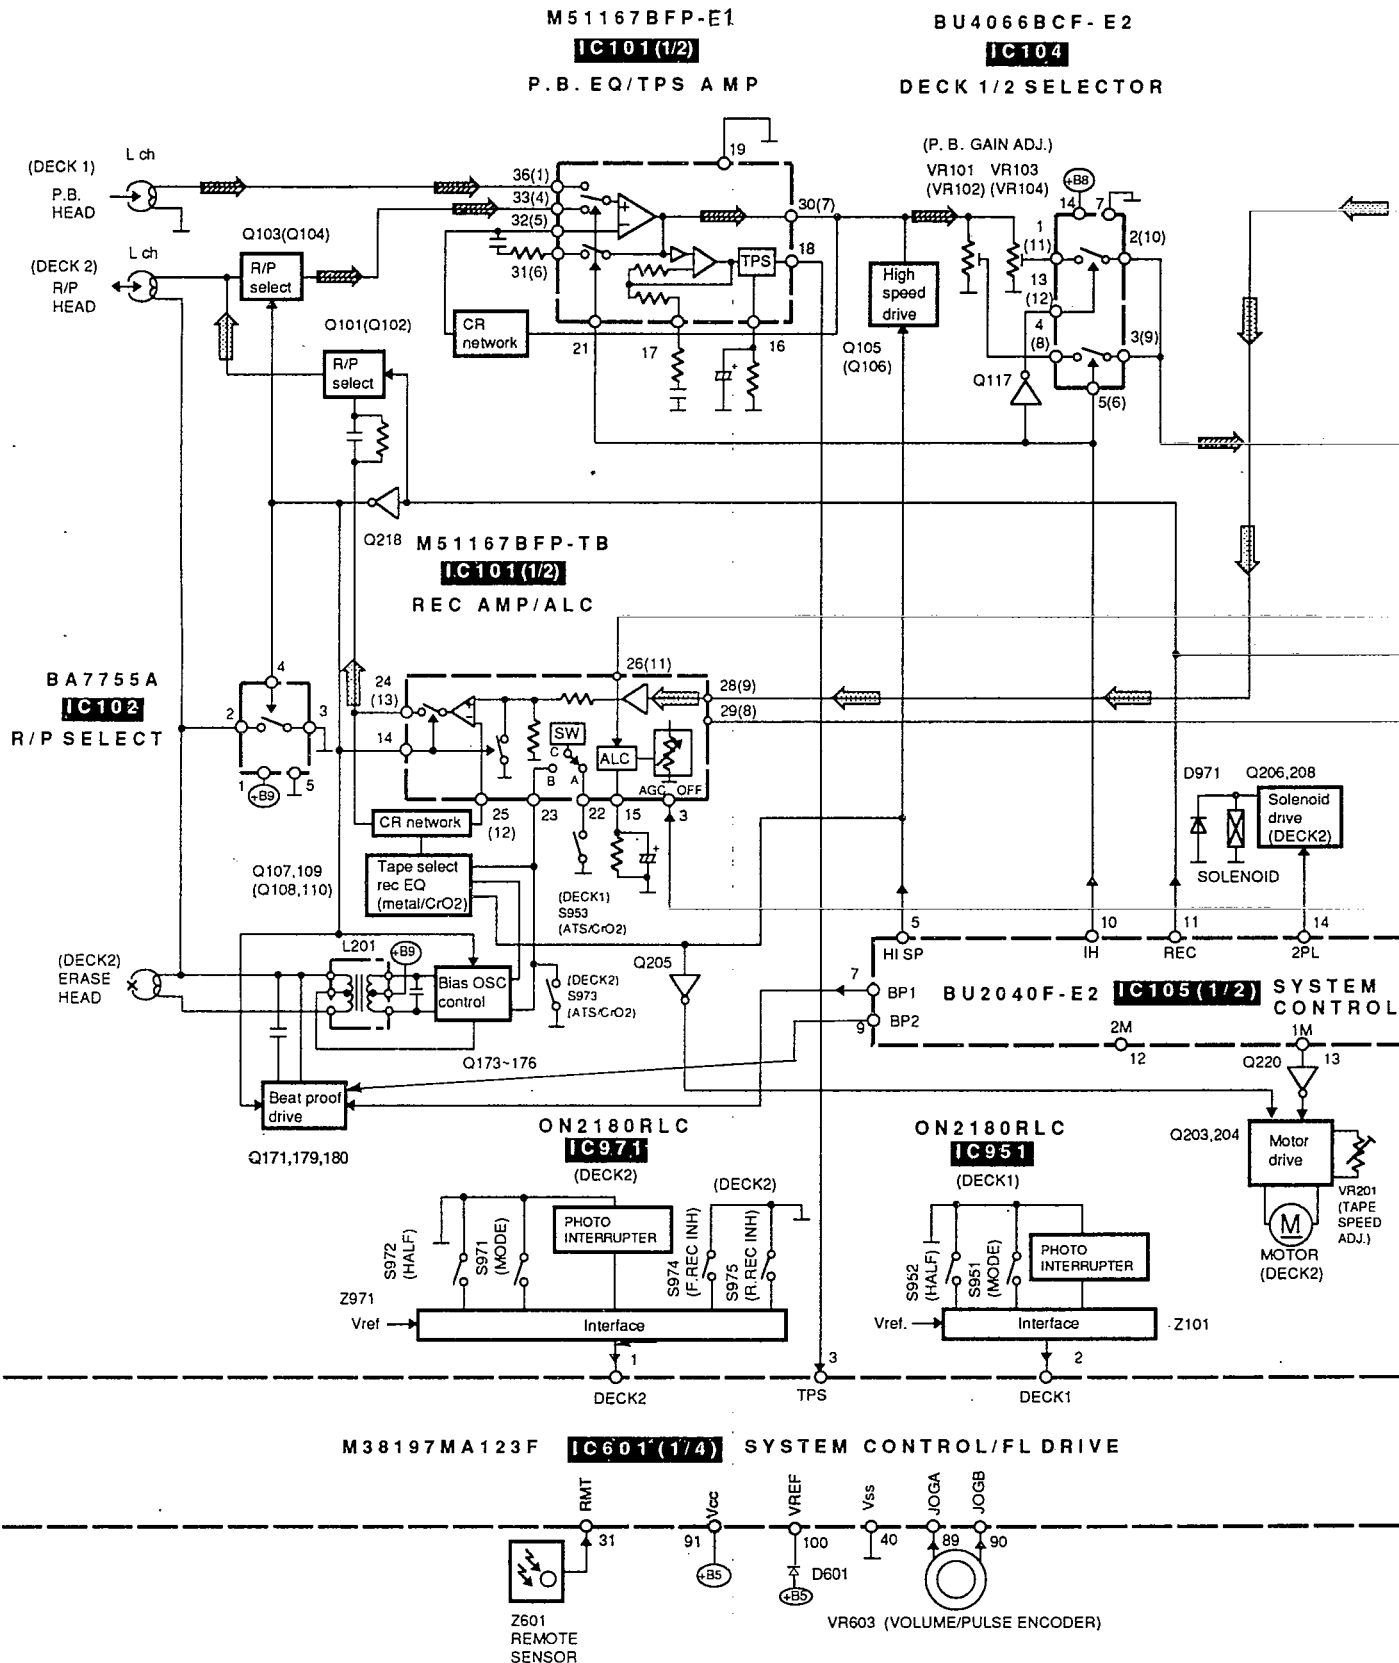 M51167BFP-E1
IC101(1/2)
P.B. EQ/TPS AMP
BU4066BCF-E2
IC104
DECK 1/2 SELECTOR
(DECK 1)
L ch
P.B.
HEAD
(DECK 2)
L ch
R/P
HEAD
Q103(Q104)
R/P
select
Q101(Q102)
R/P
select
36(1)
33(4)
32(5)
31(6)
19
30(7)
18
TPS
CR
network
21
17
16
High
speed
drive
Q105
(Q106)
(P. B. GAIN ADJ.)
VR101 VR103
(VR102) (VR104)
+B8
14
7
1
(11)
13
(12)
4
(8)
2(10)
3(9)
5(6)
Q117
Q218
M51167BFP-TB
IC101(1/2)
REC AMP/ALC
BA7755A
IC102
R/P SELECT
4
2
3
1
+B9
5
24
(13)
14
26(11)
28(9)
29(8)
SW
C
B
A
ALC
AGC OFF
25
(12)
23
22
15
3
CR network
Q107,109
(Q108,110)
Tape select
rec EQ
(metal/CrO2)
(DECK1)
S953
(ATS/CrO2)
D971
Q206,208
Solenoid
drive
(DECK2)
SOLENOID
(DECK2)
ERASE
HEAD
L201
+B9
Bias OSC
control
(DECK2)
S973
(ATS/CrO2)
Q173~176
Q205
5
HI SP
10
IH
11
REC
14
2PL
7
BP1
9
BP2
BU2040F-E2
IC105(1/2)
SYSTEM
CONTROL
2M
12
1M
13
Q220
Beat proof
drive
Q171,179,180
ON2180RLC
IC971
(DECK2)
ON2180RLC
IC951
(DECK1)
Q203,204
Motor
drive
VR201
(TAPE
SPEED
ADJ.)
M
MOTOR
(DECK2)
S972
(HALF)
S971
(MODE)
PHOTO
INTERRUPTER
(DECK2)
S974
(F.REC INH)
S975
(R.REC INH)
Z971
Vref
Interface
S952
(HALF)
S951
(MODE)
PHOTO
INTERRUPTER
Vref.
Interface
Z101
1
DECK2
3
TPS
2
DECK1
M38197MA123F
IC601(1/4)
SYSTEM CONTROL/FL DRIVE
RMT
31
Vcc
91
+B5
VREF
100
D601
+B5
Vss
40
JOGA
89
JOGB
90
Z601
REMOTE
SENSOR
VR603 (VOLUME/PULSE ENCODER)